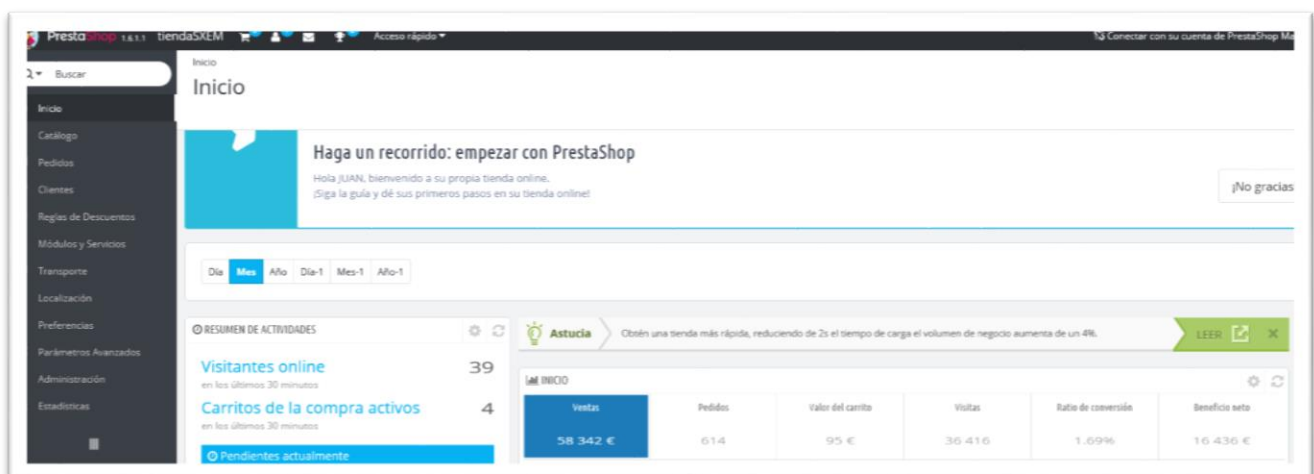 PrestaShop 1.6.1.1 tiendaSXEM Acceso rápido Conectar con su cuenta de PrestaShop Ma
Buscar
Inicio
Inicio
Inicio
Catálogo
Pedidos
Clientes
Reglas de Descuentos
Módulos y Servicios
Transporte
Localización
Preferencias
Parámetros Avanzados
Administración
Estadísticas
Haga un recorrido: empezar con PrestaShop
Hola JUAN, bienvenido a su propia tienda online.
¡Siga la guía y dé sus primeros pasos en su tienda online!
¡No gracias
Día Mes Año Día-1 Mes-1 Año-1
RESUMEN DE ACTIVIDADES
Visitantes online 39
en los últimos 30 minutos
Carritos de la compra activos 4
en los últimos 30 minutos
Pendientes actualmente
Astucia Obtén una tienda más rápida, reduciendo de 2s el tiempo de carga el volumen de negocio aumenta de un 4%. LEER
INICIO
Ventas Pedidos Valor del carrito Visitas Ratio de conversión Beneficio neto
58 342 € 614 95 € 36 416 1.69% 16 436 €